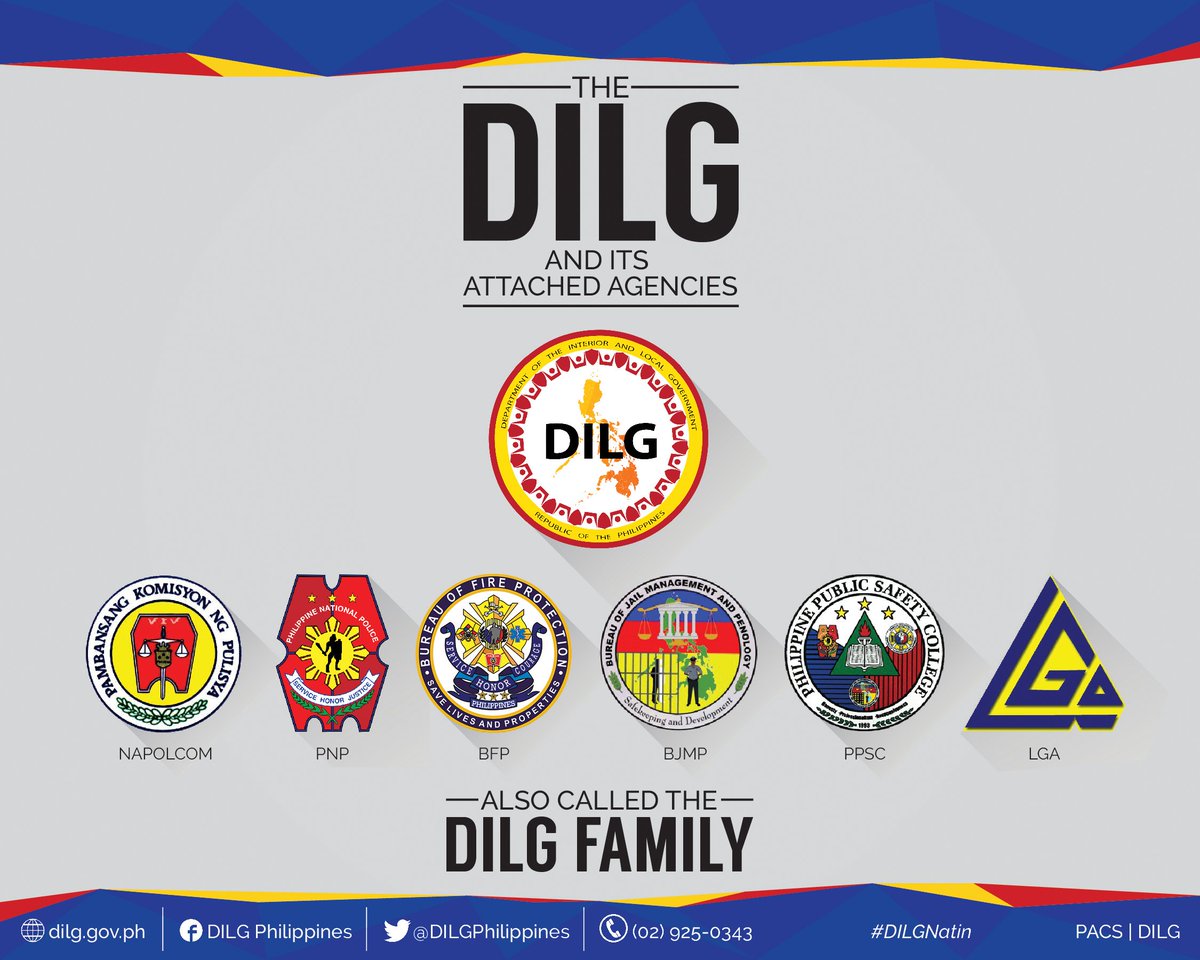 THE
DILG
AND ITS
ATTACHED AGENCIES
DEPARTMENT OF THE INTERIOR AND LOCAL GOVERNMENT
DILG
REPUBLIC OF THE PHILIPPINES
PAMBANSANG KOMISYON NG PULISYA
PHILIPPINE NATIONAL POLICE
SERVICE HONOR JUSTICE
BUREAU OF FIRE PROTECTION
SERVICE HONOR COURAGE
PHILIPPINES
SAVE LIVES AND PROPERTIES
BUREAU OF JAIL MANAGEMENT AND PENOLOGY
Safekeeping and Development
PHILIPPINE PUBLIC SAFETY COLLEGE
LGA
NAPOLCOM
PNP
BFP
BJMP
PPSC
LGA
ALSO CALLED THE
DILG FAMILY
dilg.gov.ph
DILG Philippines
@DILGPhilippines
(02) 925-0343
#DILGNatin
PACS | DILG